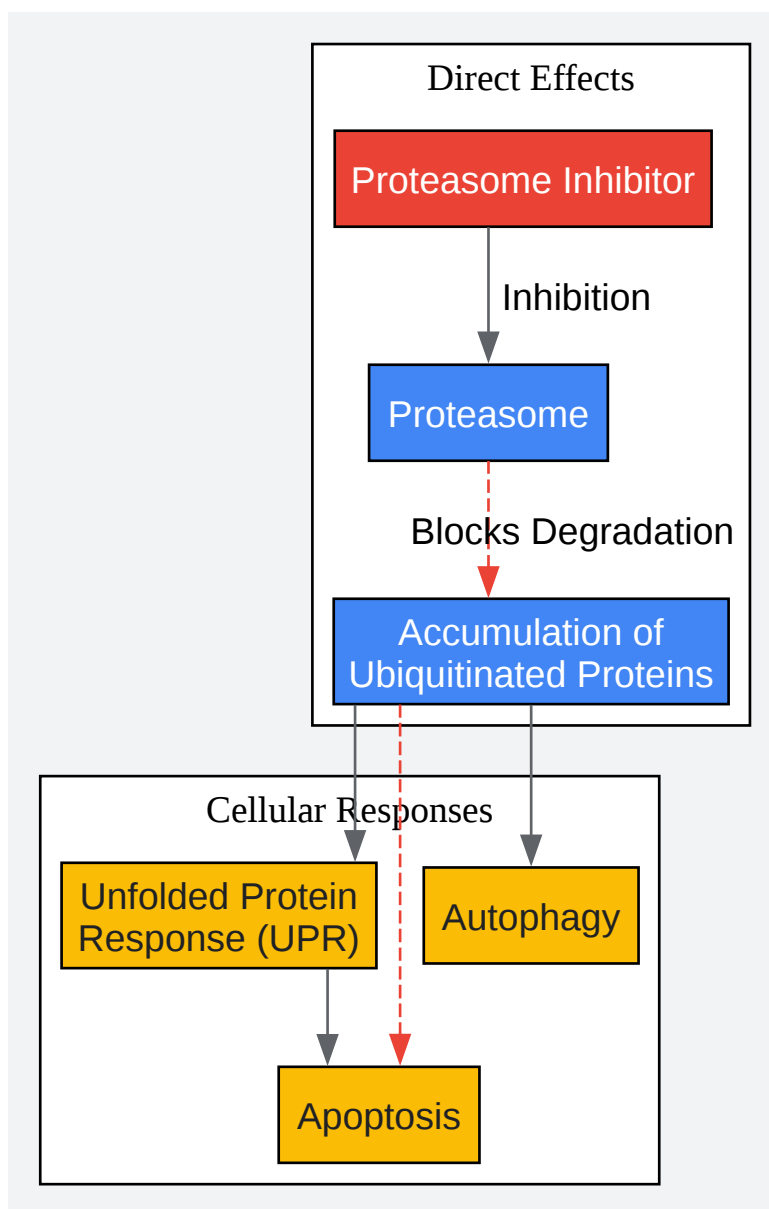 Direct Effects
Proteasome Inhibitor
Inhibition
Proteasome
Blocks Degradation
Accumulation of
Ubiquitinated Proteins
Cellular Responses
Unfolded Protein
Response (UPR)
Autophagy
Apoptosis